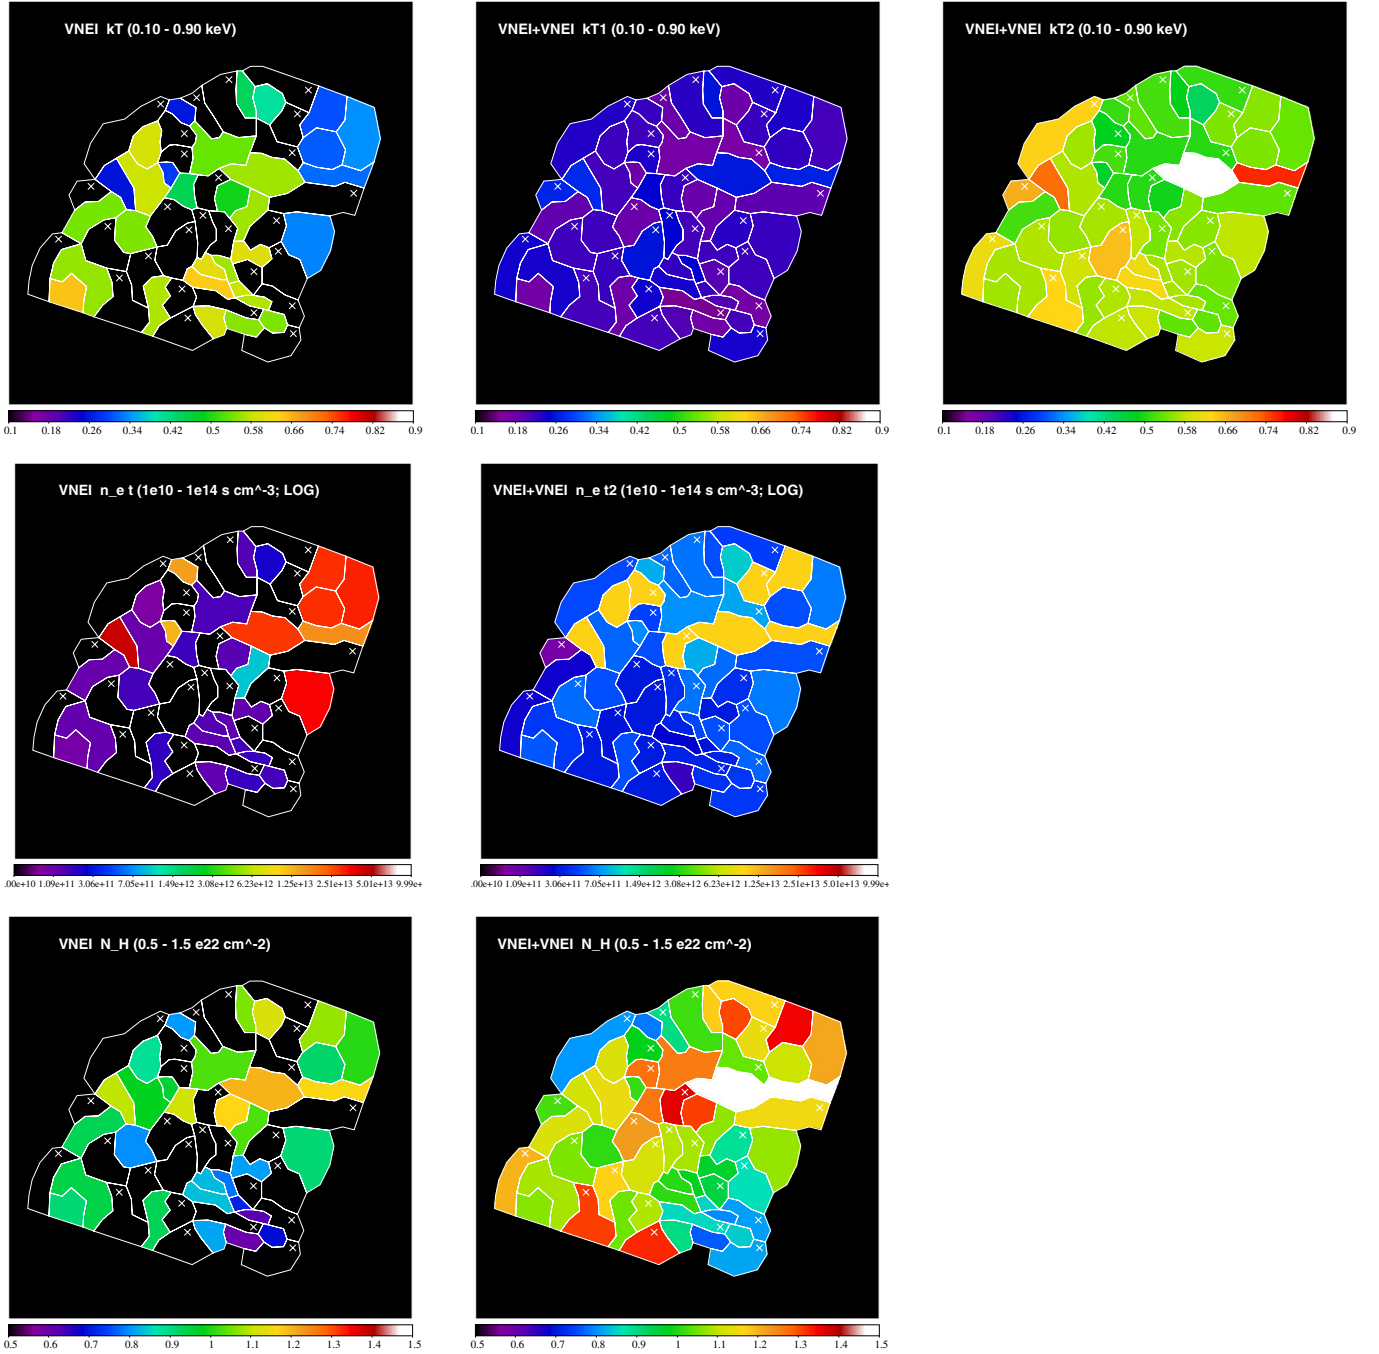 VNEI kT (0.10 - 0.90 keV)
VNEI+VNEI kT1 (0.10 - 0.90 keV)
VNEI+VNEI kT2 (0.10 - 0.90 keV)
0.1 0.18 0.26 0.34 0.42 0.5 0.58 0.66 0.74 0.82 0.9
0.1 0.18 0.26 0.34 0.42 0.5 0.58 0.66 0.74 0.82 0.9
0.1 0.18 0.26 0.34 0.42 0.5 0.58 0.66 0.74 0.82 0.9
VNEI n_e t (1e10 - 1e14 s cm^-3; LOG)
VNEI+VNEI n_e t2 (1e10 - 1e14 s cm^-3; LOG)
.00e+10 1.09e+11 3.06e+11 7.05e+11 1.49e+12 3.08e+12 6.23e+12 1.25e+13 2.51e+13 5.01e+13 9.99e+
.00e+10 1.09e+11 3.06e+11 7.05e+11 1.49e+12 3.08e+12 6.23e+12 1.25e+13 2.51e+13 5.01e+13 9.99e+
VNEI N_H (0.5 - 1.5 e22 cm^-2)
VNEI+VNEI N_H (0.5 - 1.5 e22 cm^-2)
0.5 0.6 0.7 0.8 0.9 1 1.1 1.2 1.3 1.4 1.5
0.5 0.6 0.7 0.8 0.9 1 1.1 1.2 1.3 1.4 1.5